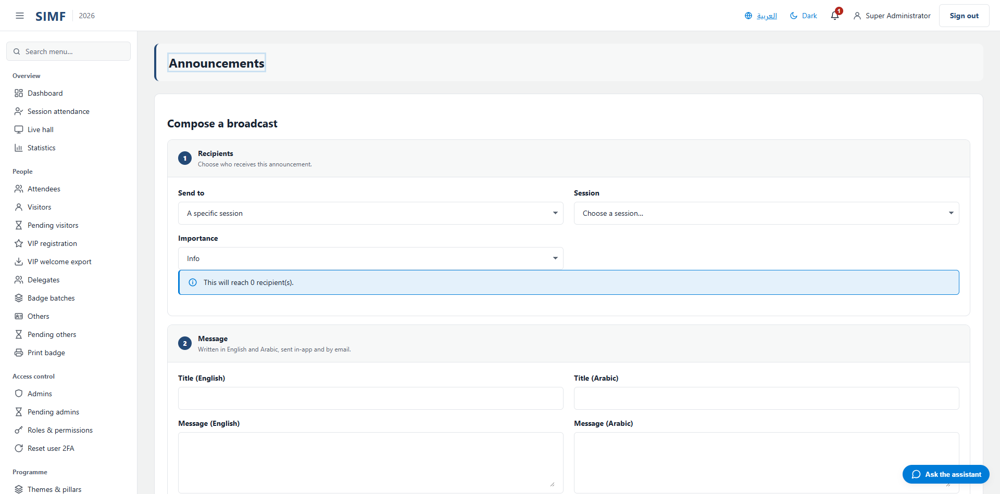 SIMF 2026
العربية
Dark
1
Super Administrator
Sign out
Search menu...
Overview
Dashboard
Session attendance
Live hall
Statistics
People
Attendees
Visitors
Pending visitors
VIP registration
VIP welcome export
Delegates
Badge batches
Others
Pending others
Print badge
Access control
Admins
Pending admins
Roles & permissions
Reset user 2FA
Programme
Themes & pillars
Announcements
Compose a broadcast
1
Recipients
Choose who receives this announcement.
Send to
A specific session
Session
Choose a session...
Importance
Info
This will reach 0 recipient(s).
2
Message
Written in English and Arabic, sent in-app and by email.
Title (English)
Title (Arabic)
Message (English)
Message (Arabic)
Ask the assistant